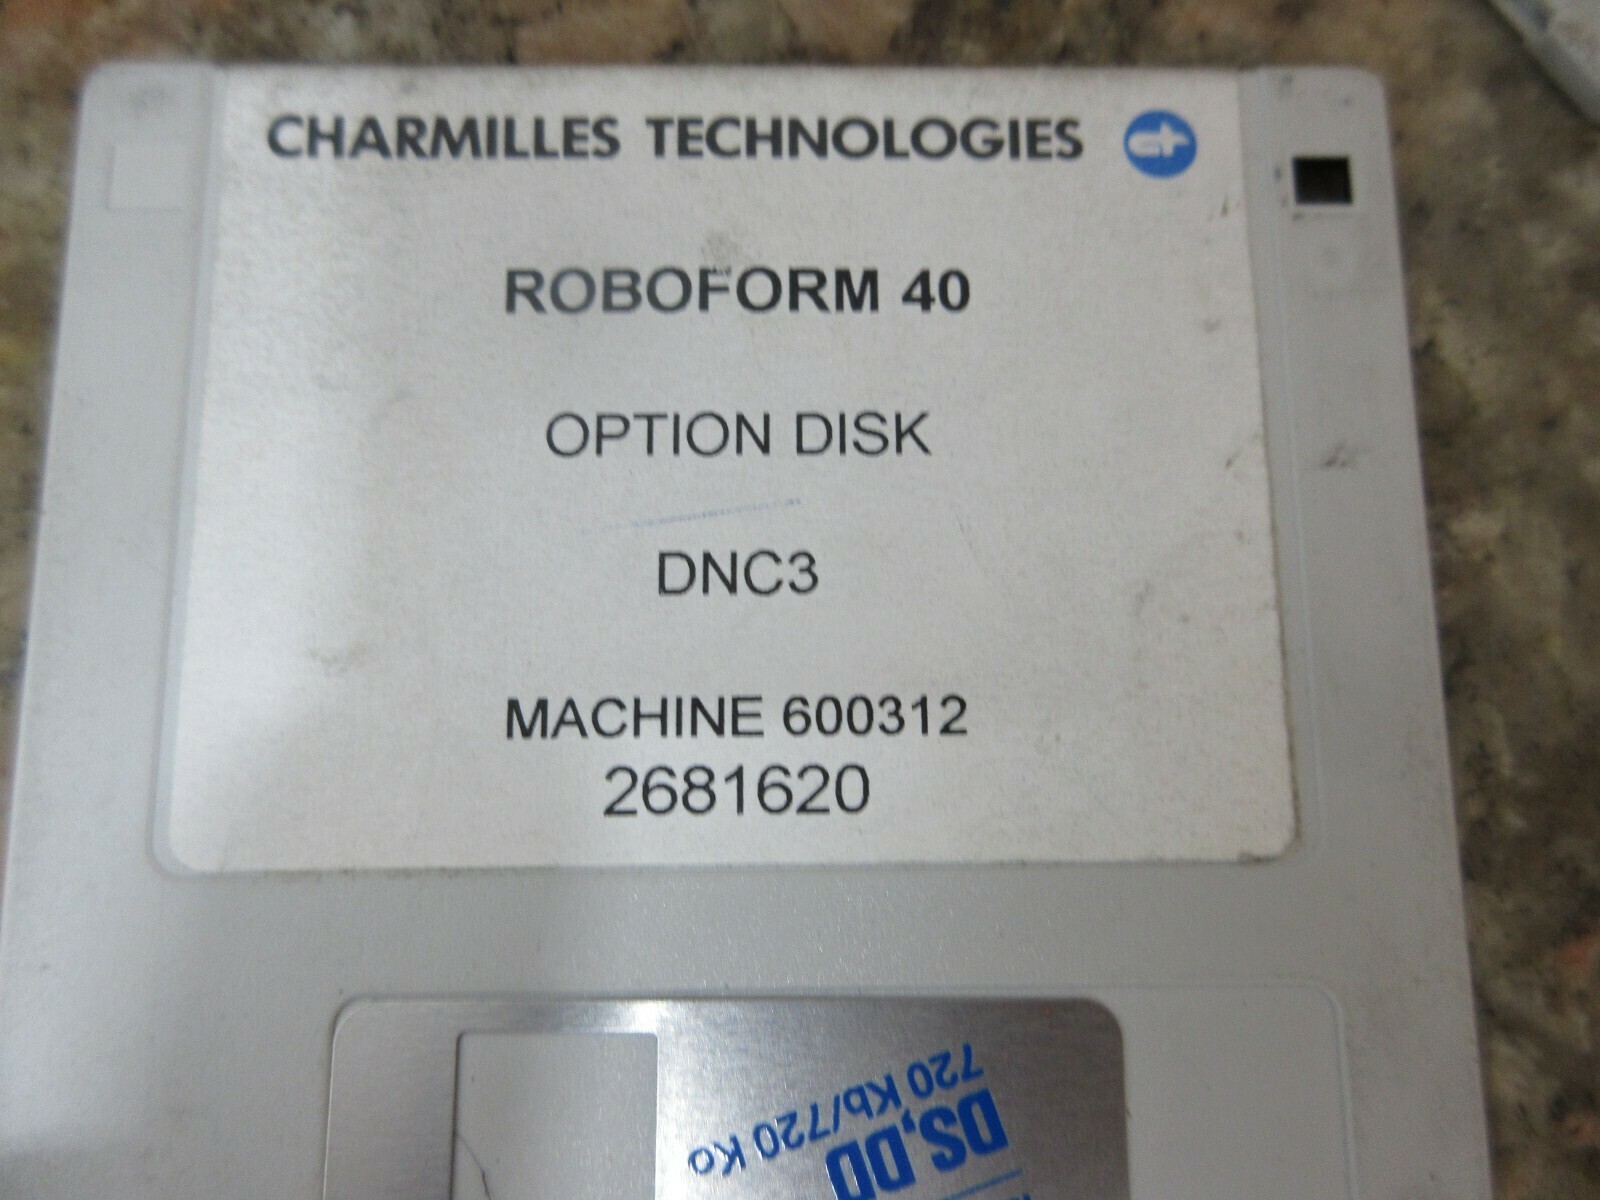 CHARMILLES TECHNOLOGIES
ROBOFORM 40
OPTION DISK
DNC3
MACHINE 600312
2681620
DS,DD
720 Kb/720 Ko